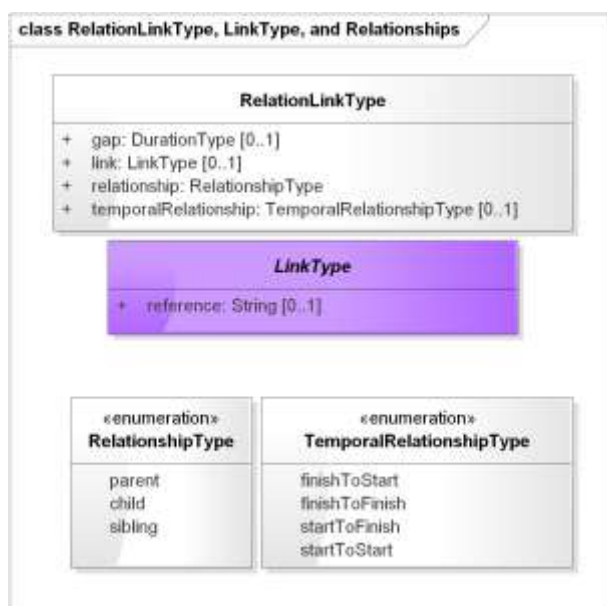 class RelationLinkType, LinkType, and Relationships
RelationLinkType
+ gap: DurationType [0..1]
+ link: LinkType [0..1]
+ relationship: RelationshipType
+ temporalRelationship: TemporalRelationshipType [0..1]
LinkType
+ reference: String [0..1]
«enumeration»
RelationshipType
parent
child
sibling
«enumeration»
TemporalRelationshipType
finishToStart
finishToFinish
startToFinish
startToStart